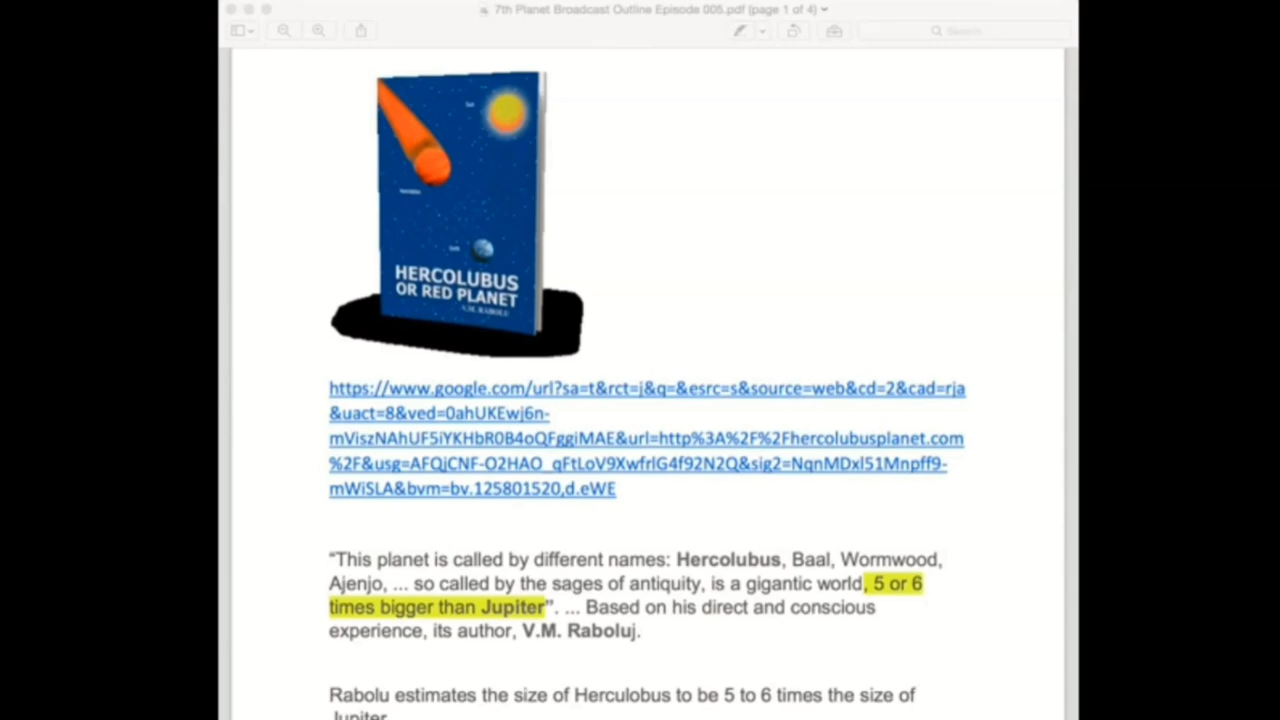 7th Planet Broadcast Outline Episode 005.pdf (page 1 of 4)
Search
HERCOLUBUS
OR RED PLANET
V.M. RABOLU
https://www.google.com/url?sa=t&rct=j&q=&esrc=s&source=web&cd=2&cad=rja
&uact=8&ved=0ahUKEwj6n-
mViszNAhUF5iYKHbR0B4oQFggiMAE&url=http%3A%2F%2Fhercolubusplanet.com
%2F&usg=AFQjCNF-O2HAO_qFtLoV9XwfrlG4f92N2Q&sig2=NqnMDxl51Mnpff9-
mWiSLA&bvm=bv.125801520,d.eWE
“This planet is called by different names: Hercolubus, Baal, Wormwood,
Ajenjo, ... so called by the sages of antiquity, is a gigantic world, 5 or 6
times bigger than Jupiter”. ... Based on his direct and conscious
experience, its author, V.M. Raboluj.
Rabolu estimates the size of Herculobus to be 5 to 6 times the size of
Jupiter